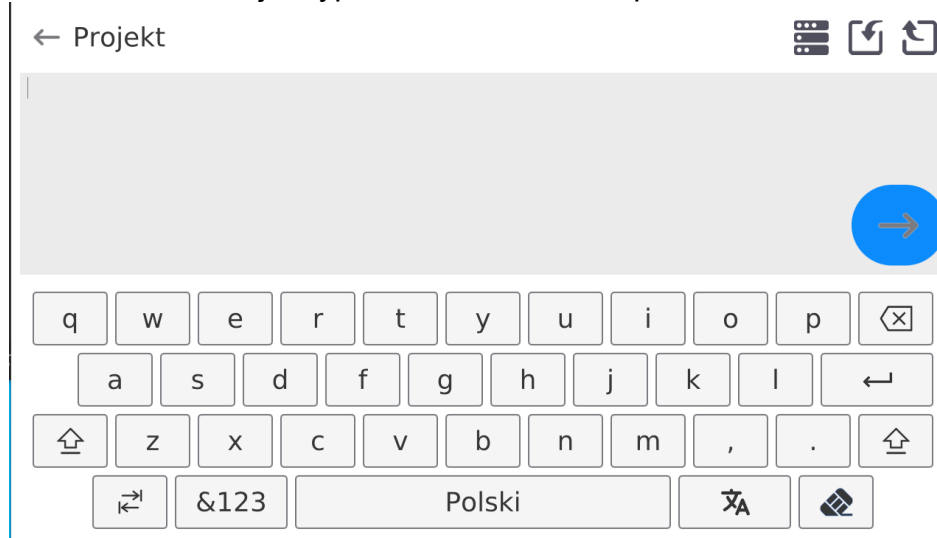 ← Projekt
q w e r t y u i o p
a s d f g h j k l
z x c v b n m , .
&123 Polski